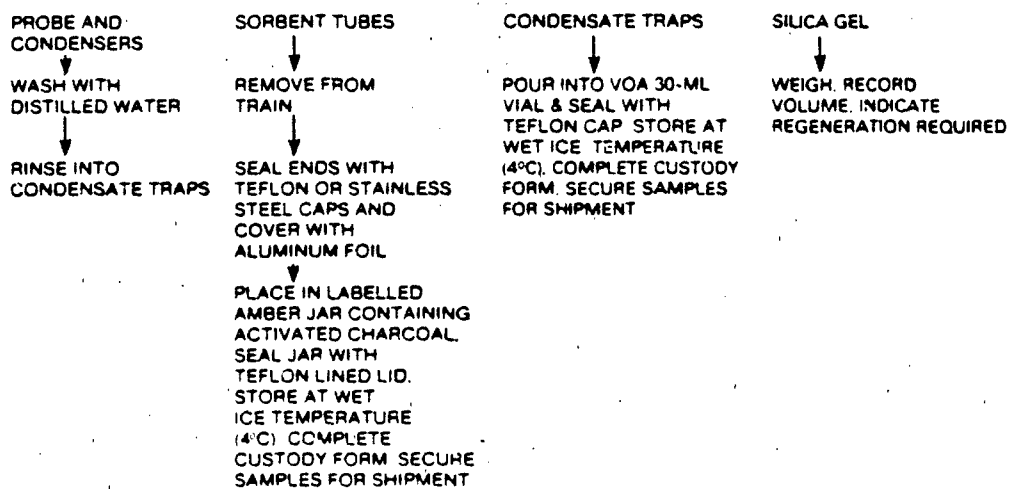 PROBE AND
CONDENSERS
WASH WITH
DISTILLED WATER
RINSE INTO
CONDENSATE TRAPS
SORBENT TUBES
REMOVE FROM
TRAIN
SEAL ENDS WITH
TEFLON OR STAINLESS
STEEL CAPS AND
COVER WITH
ALUMINUM FOIL
PLACE IN LABELLED
AMBER JAR CONTAINING
ACTIVATED CHARCOAL.
SEAL JAR WITH
TEFLON LINED LID.
STORE AT WET
ICE TEMPERATURE
(4°C) COMPLETE
CUSTODY FORM SECURE
SAMPLES FOR SHIPMENT
CONDENSATE TRAPS
POUR INTO VOA 30-ML
VIAL & SEAL WITH
TEFLON CAP STORE AT
WET ICE TEMPERATURE
(4°C). COMPLETE CUSTODY
FORM. SECURE SAMPLES
FOR SHIPMENT
SILICA GEL
WEIGH. RECORD
VOLUME. INDICATE
REGENERATION REQUIRED